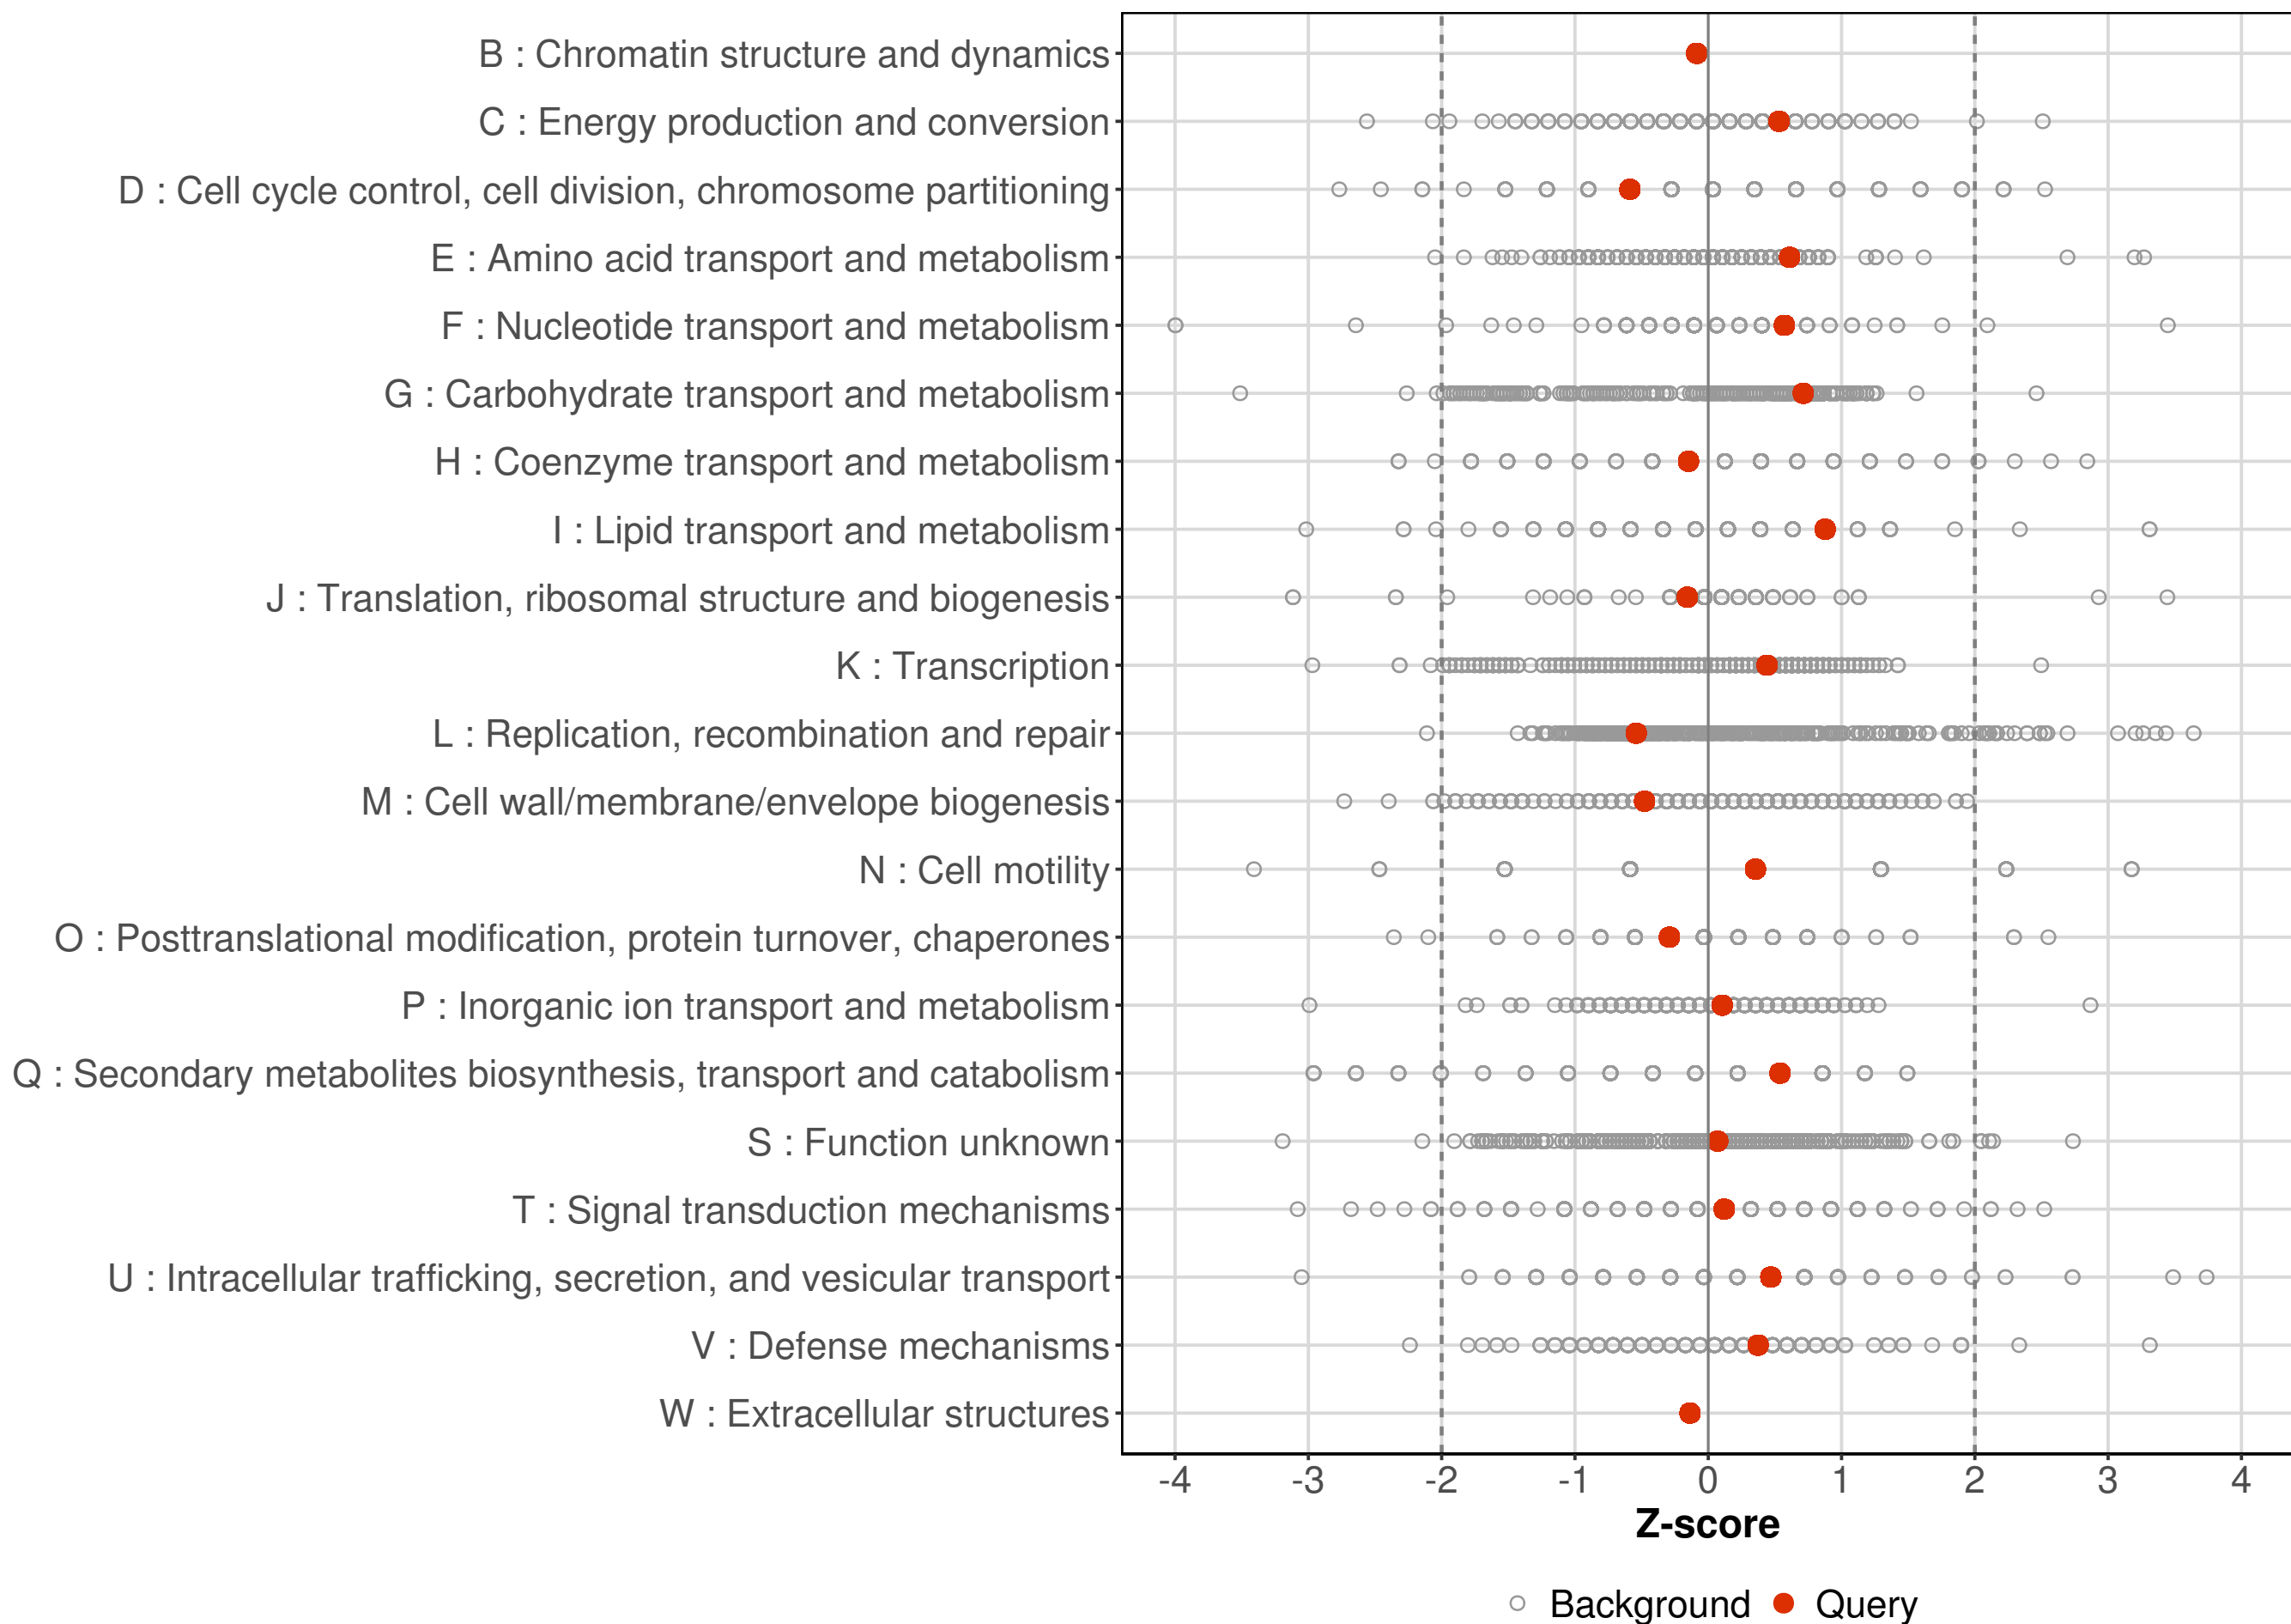 B : Chromatin structure and dynamics
C : Energy production and conversion
D : Cell cycle control, cell division, chromosome partitioning
E : Amino acid transport and metabolism
F : Nucleotide transport and metabolism
G : Carbohydrate transport and metabolism
H : Coenzyme transport and metabolism
I : Lipid transport and metabolism
J : Translation, ribosomal structure and biogenesis
K : Transcription
L : Replication, recombination and repair
M : Cell wall/membrane/envelope biogenesis
N : Cell motility
O : Posttranslational modification, protein turnover, chaperones
P : Inorganic ion transport and metabolism
Q : Secondary metabolites biosynthesis, transport and catabolism
S : Function unknown
T : Signal transduction mechanisms
U : Intracellular trafficking, secretion, and vesicular transport
V : Defense mechanisms
W : Extracellular structures
-4 -3 -2 -1 0 1 2 3 4
Z-score
Background Query